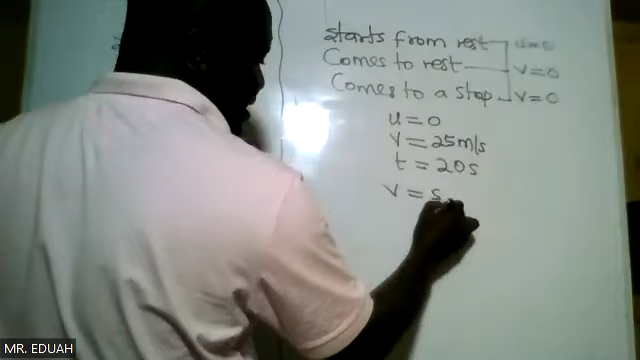 starts from rest u=0
Comes to rest V=0
Comes to a stop V=0
u = 0
V = 25m/s
t = 20s
V = s
MR. EDUAH